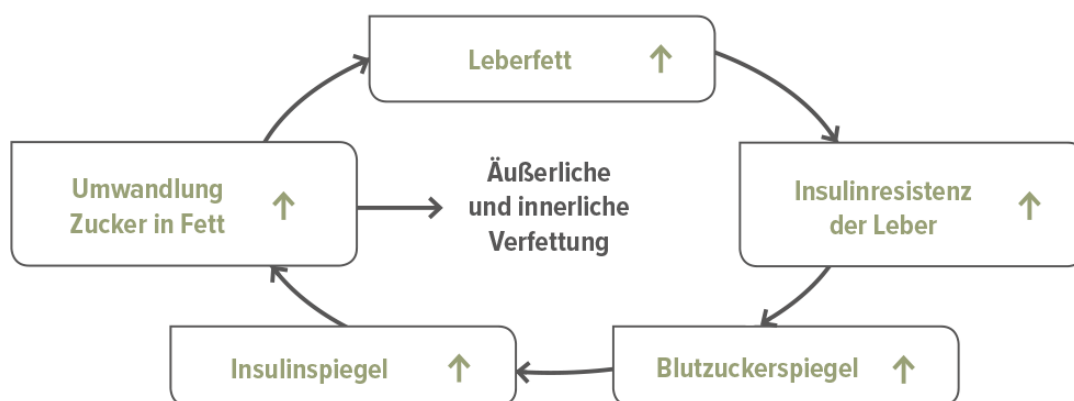 Leberfett ↑
Umwandlung
Zucker in Fett ↑
Äußerliche
und innerliche
Verfettung
Insulinresistenz
der Leber ↑
Insulinspiegel ↑
Blutzuckerspiegel ↑